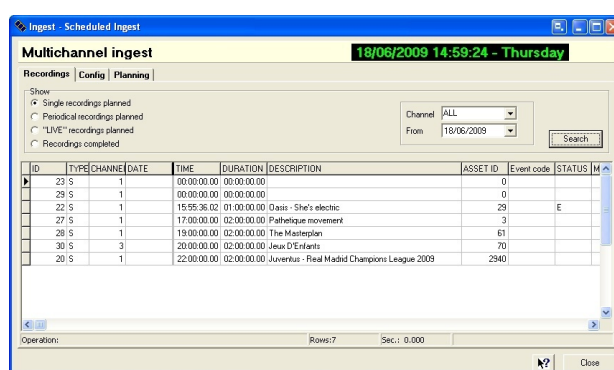 Ingest - Scheduled Ingest
Multichannel ingest
18/06/2009 14:59:24 - Thursday
Recordings Config Planning
Show
Single recordings planned
Periodical recordings planned
"LIVE" recordings planned
Recordings completed
Channel ALL
From 18/06/2009
Search
ID TYPE CHANNEL DATE TIME DURATION DESCRIPTION ASSET ID Event code STATUS M
23 S 1 00:00:00.00 00:00:00.00 0
29 S 1 00:00:00.00 00:00:00.00 0
22 S 1 15:55:36.02 01:00:00.00 Oasis - She's electric 29 E
27 S 1 17:00:00.00 02:00:00.00 Pathetique movement 3
28 S 1 19:00:00.00 02:00:00.00 The Masterplan 61
30 S 3 20:00:00.00 02:00:00.00 Jeux D'Enfants 70
20 S 1 22:00:00.00 02:00:00.00 Juventus - Real Madrid Champions League 2009 2940
Operation: Rows:7 Sec.: 0.000
? Close